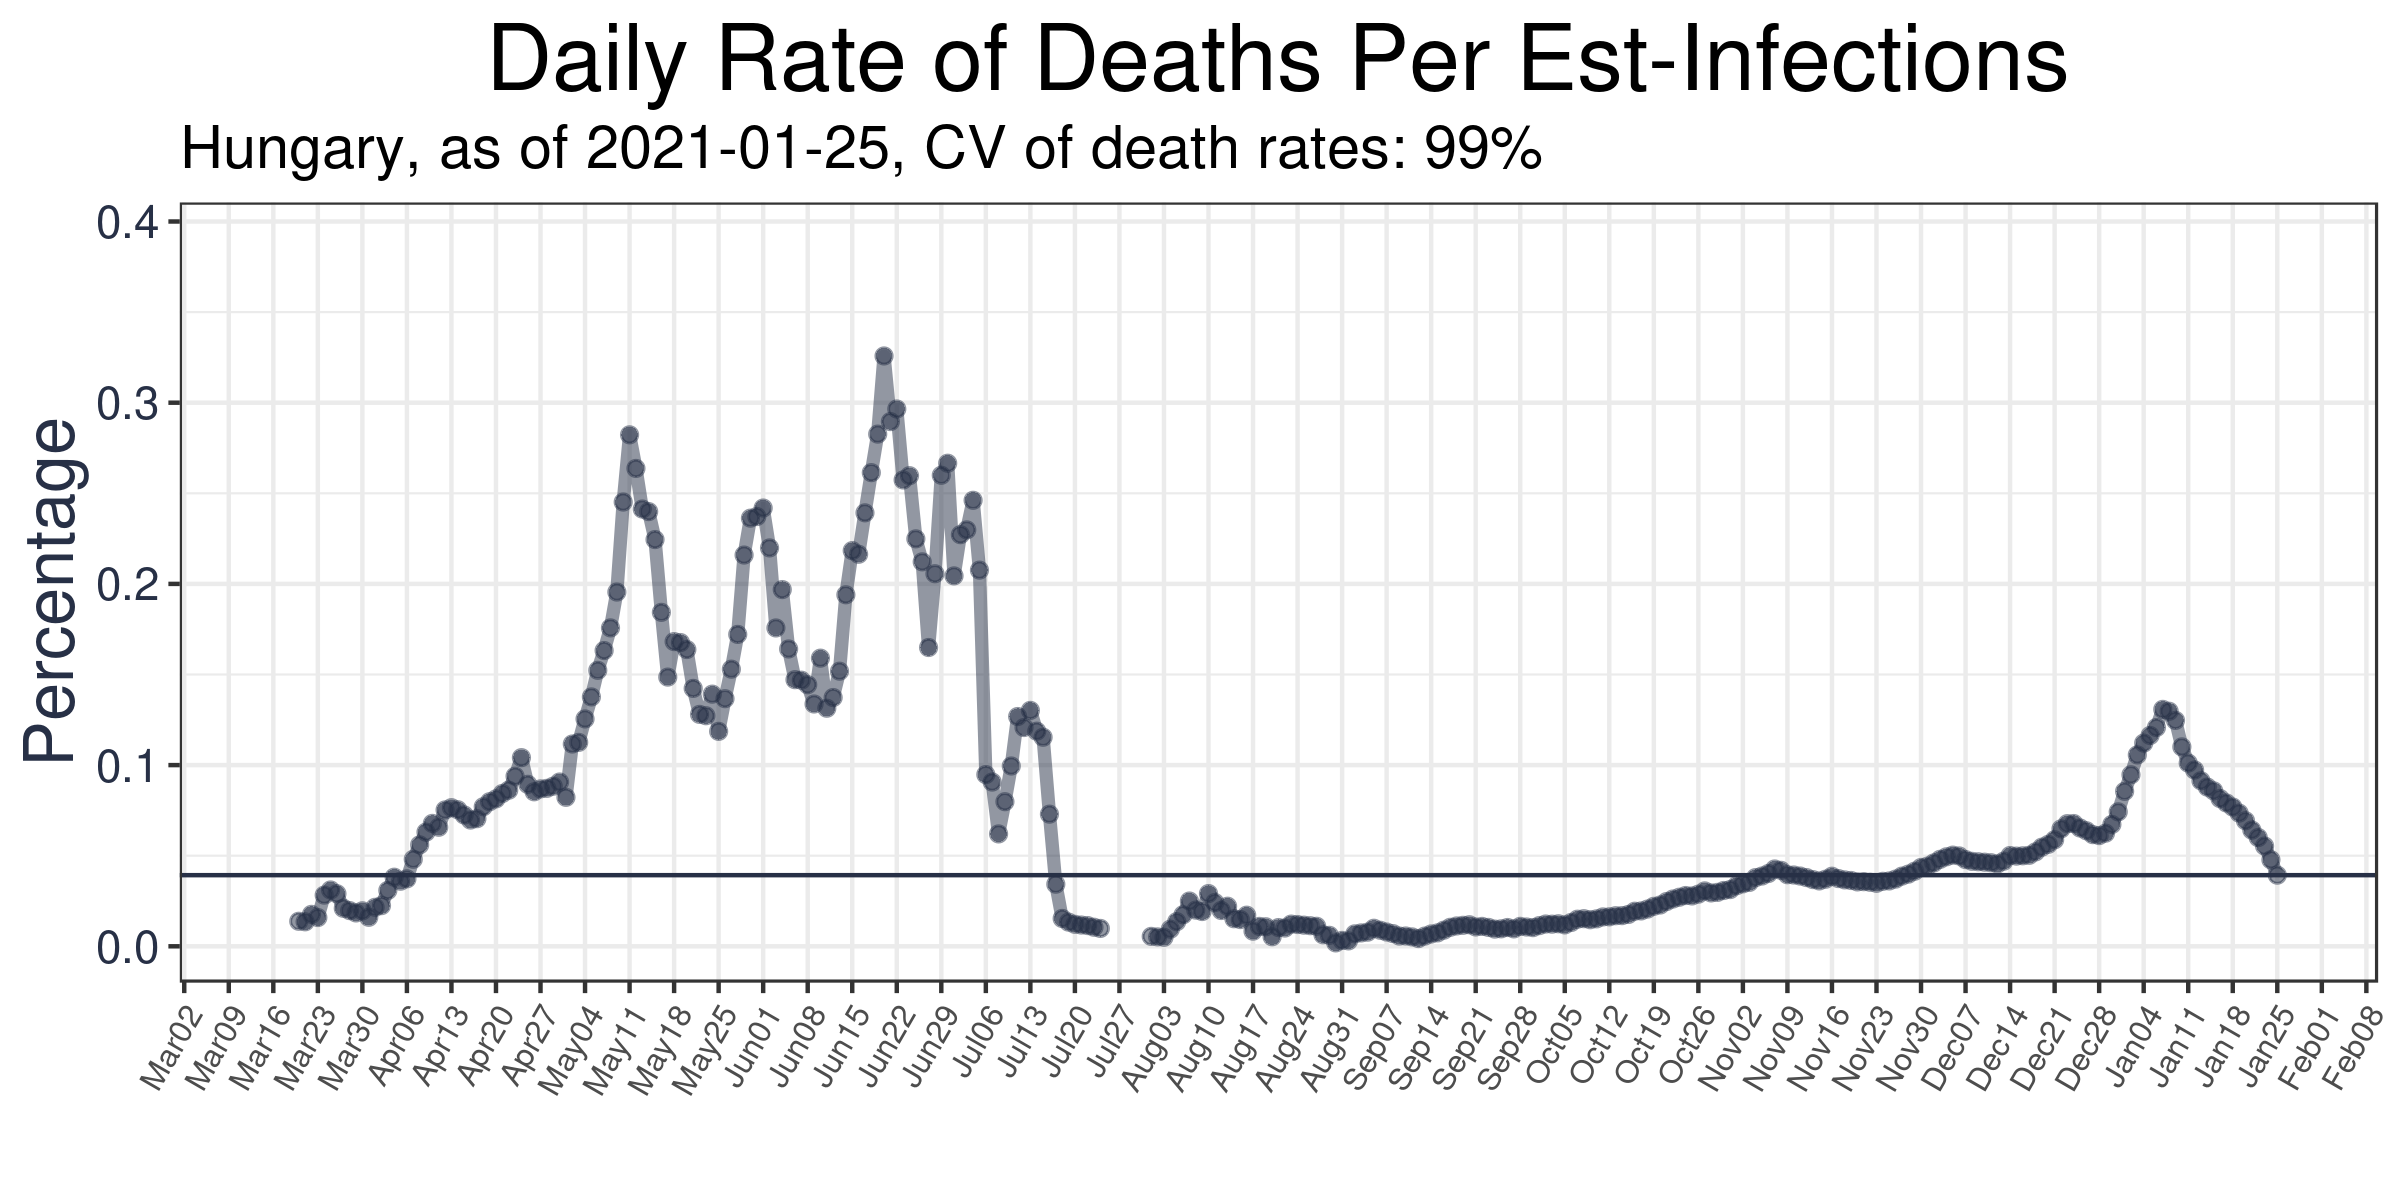 Daily Rate of Deaths Per Est-Infections
Hungary, as of 2021-01-25, CV of death rates: 99%
Percentage
0.4
0.3
0.2
0.1
0.0
Mar02
Mar09
Mar16
Mar23
Mar30
Apr06
Apr13
Apr20
Apr27
May04
May11
May18
May25
Jun01
Jun08
Jun15
Jun22
Jun29
Jul06
Jul13
Jul20
Jul27
Aug03
Aug10
Aug17
Aug24
Aug31
Sep07
Sep14
Sep21
Sep28
Oct05
Oct12
Oct19
Oct26
Nov02
Nov09
Nov16
Nov23
Nov30
Dec07
Dec14
Dec21
Dec28
Jan04
Jan11
Jan18
Jan25
Feb01
Feb08